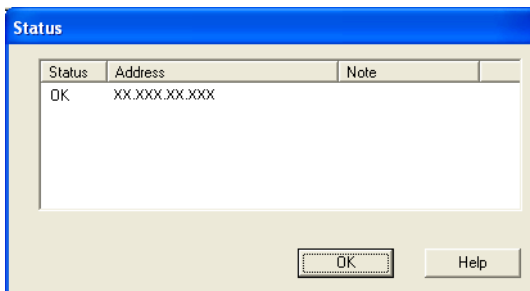 Status
Status Address Note
OK XX.XXX.XX.XXX
OK Help